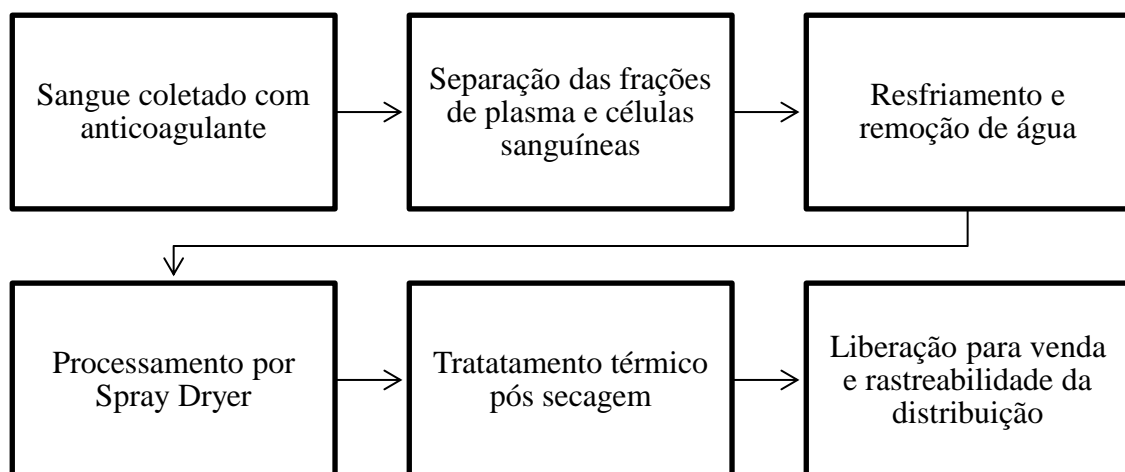 Sangue coletado com
anticoagulante
Separação das frações
de plasma e células
sanguíneas
Resfriamento e
remoção de água
Processamento por
Spray Dryer
Tratatamento térmico
pós secagem
Liberação para venda
e rastreabilidade da
distribuição